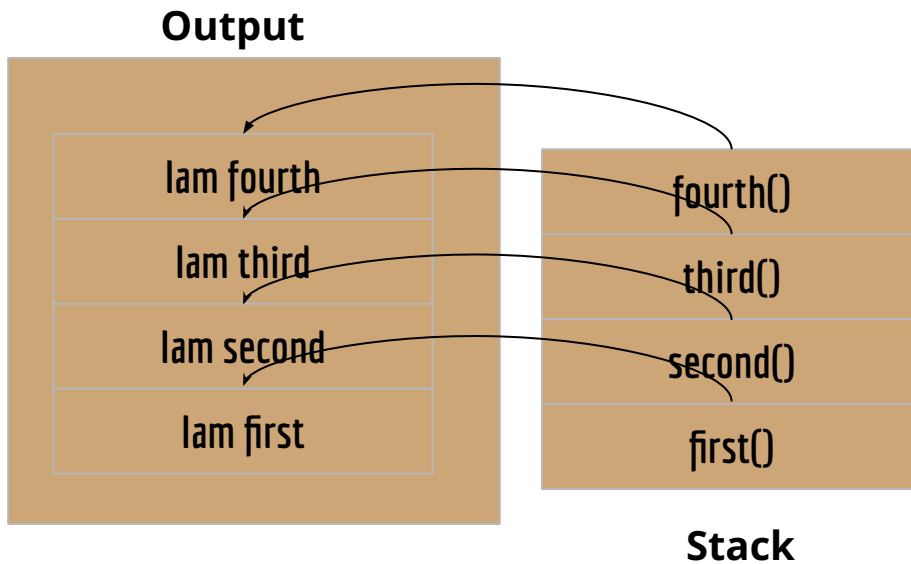 Output
Iam fourth
Iam third
Iam second
Iam first
fourth()
third()
second()
first()
Stack